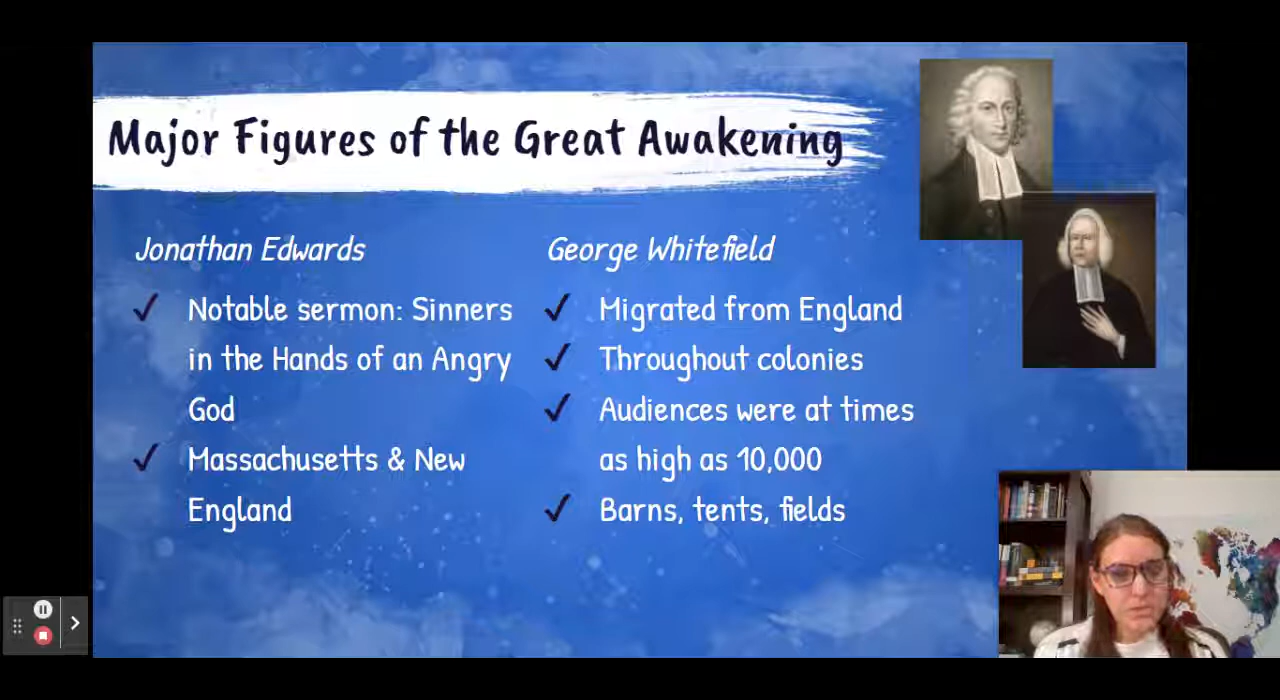 Major Figures of the Great Awakening
Jonathan Edwards
Notable sermon: Sinners
in the Hands of an Angry
God
Massachusetts & New
England
George Whitefield
Migrated from England
Throughout colonies
Audiences were at times
as high as 10,000
Barns, tents, fields